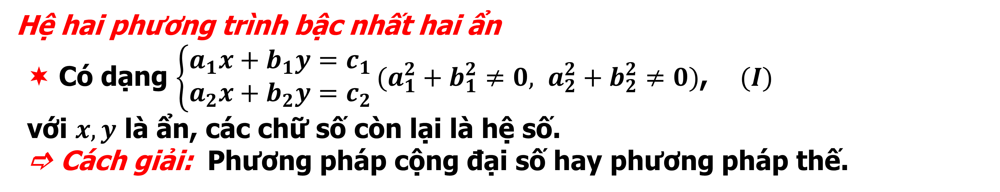 Hệ hai phương trình bậc nhất hai ẩn
✶ Có dạng $\begin{cases} a_1x + b_1y = c_1 \\ a_2x + b_2y = c_2 \end{cases} (a_1^2 + b_1^2 \neq 0, \ a_2^2 + b_2^2 \neq 0), \quad (I)$
với $x, y$ là ẩn, các chữ số còn lại là hệ số.
➯ Cách giải: Phương pháp cộng đại số hay phương pháp thế.